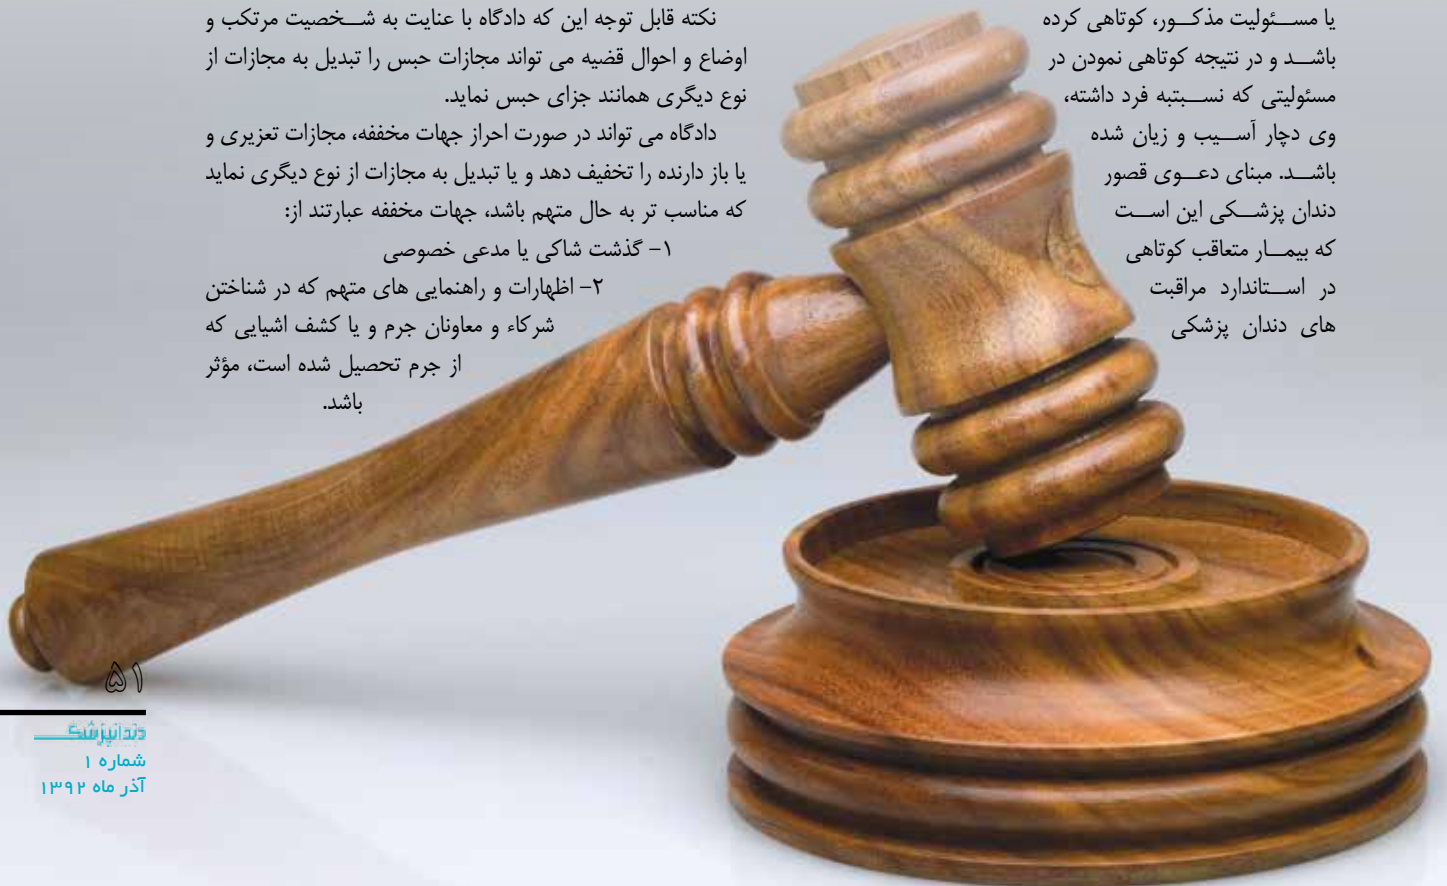 یا مسئولیت مذکور، کوتاهی کرده
باشد و در نتیجه کوتاهی نمودن در
مسئولیتی که نسبتبه فرد داشته،
وی دچار آسیب و زیان شده
باشد. مبنای دعوی قصور
دندان پزشکی این است
که بیمار متعاقب کوتاهی
در استاندارد مراقبت
های دندان پزشکی
نکته قابل توجه این که دادگاه با عنایت به شخصیت مرتکب و
اوضاع و احوال قضیه می تواند مجازات حبس را تبدیل به مجازات از
نوع دیگری همانند جزای حبس نماید.
دادگاه می تواند در صورت احراز جهات مخففه، مجازات تعزیری و
یا باز دارنده را تخفیف دهد و یا تبدیل به مجازات از نوع دیگری نماید
که مناسب تر به حال متهم باشد، جهات مخففه عبارتند از:
۱- گذشت شاکی یا مدعی خصوصی
۲- اظهارات و راهنمایی های متهم که در شناختن
شرکاء و معاونان جرم و یا کشف اشیایی که
از جرم تحصیل شده است، مؤثر
باشد.
۵۱
دندانپزشک
شماره ۱
آذر ماه ۱۳۹۲